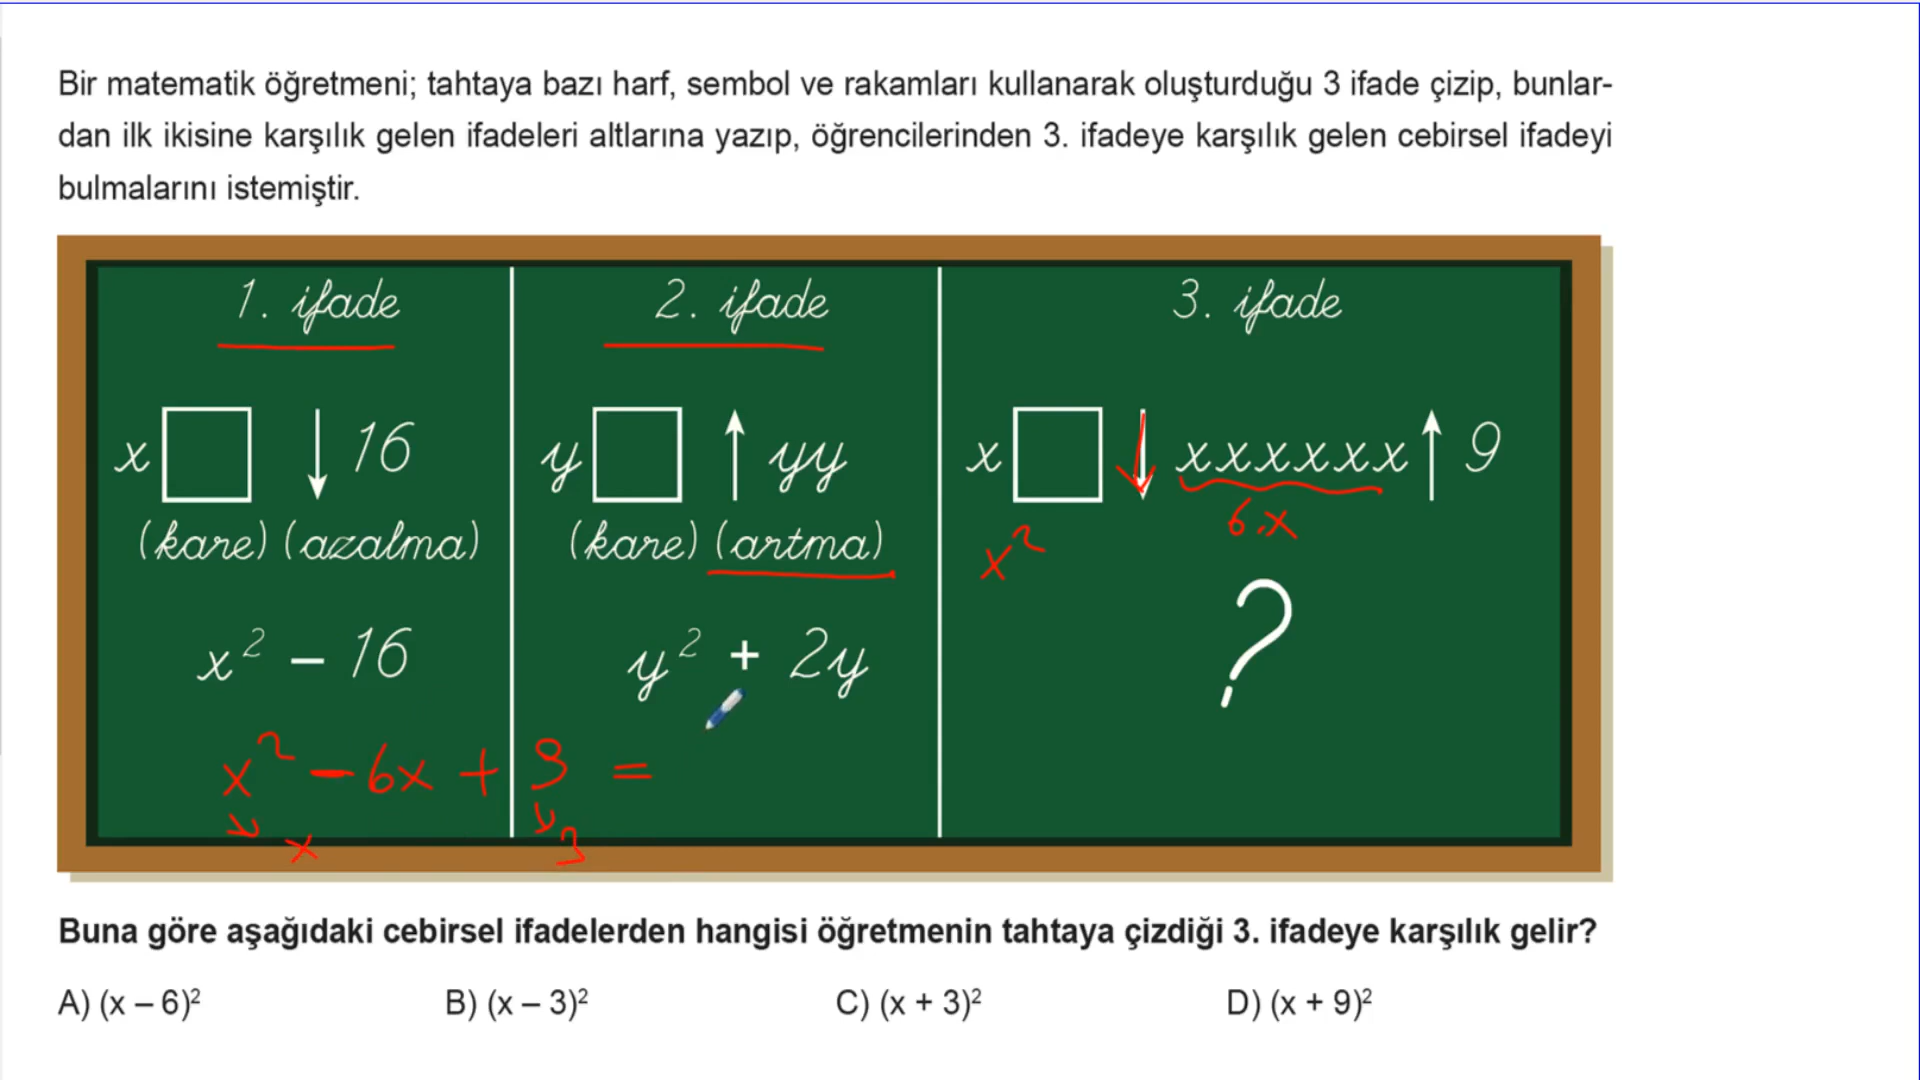 Bir matematik öğretmeni; tahtaya bazı harf, sembol ve rakamları kullanarak oluşturduğu 3 ifade çizip, bunlar-
dan ilk ikisine karşılık gelen ifadeleri altlarına yazıp, öğrencilerinden 3. ifadeye karşılık gelen cebirsel ifadeyi
bulmalarını istemiştir.
1. ifade
x □ ↓ 16
(kare) (azalma)
x² – 16
2. ifade
y □ ↑ yy
(kare) (artma)
y² + 2y
3. ifade
x □ ↓ xxxxxx ↑ 9
x² 6.x
?
x² – 6x + 9 =
x 3
Buna göre aşağıdaki cebirsel ifadelerden hangisi öğretmenin tahtaya çizdiği 3. ifadeye karşılık gelir?
A) (x – 6)² B) (x – 3)² C) (x + 3)² D) (x + 9)²